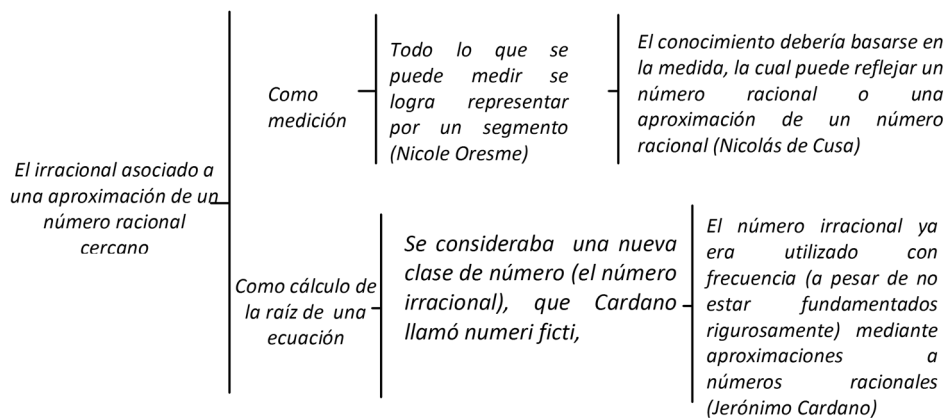 El irracional asociado a
una aproximación de un
número racional
cercano
Como
medición
Todo lo que se
puede medir se
logra representar
por un segmento
(Nicole Oresme)
El conocimiento debería basarse en
la medida, la cual puede reflejar un
número racional o una
aproximación de un número
racional (Nicolás de Cusa)
Como cálculo de
la raíz de una
ecuación
Se consideraba una nueva
clase de número (el número
irracional), que Cardano
llamó numeri ficti,
El número irracional ya
era utilizado con
frecuencia (a pesar de no
estar fundamentados
rigurosamente) mediante
aproximaciones a
números racionales
(Jerónimo Cardano)